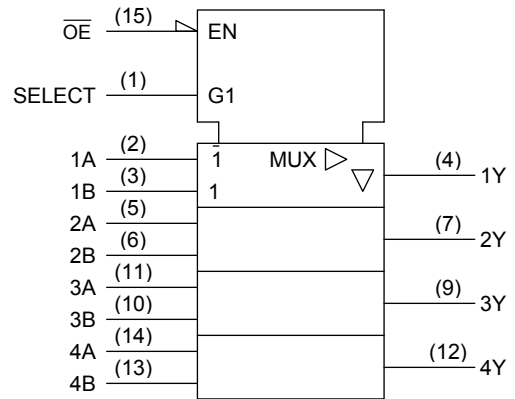 O̅E̅ (15) EN
SELECT (1) G1
1A (2) 1̅ MUX (4) 1Y
1B (3) 1
2A (5) (7) 2Y
2B (6)
3A (11) (9) 3Y
3B (10)
4A (14) (12) 4Y
4B (13)